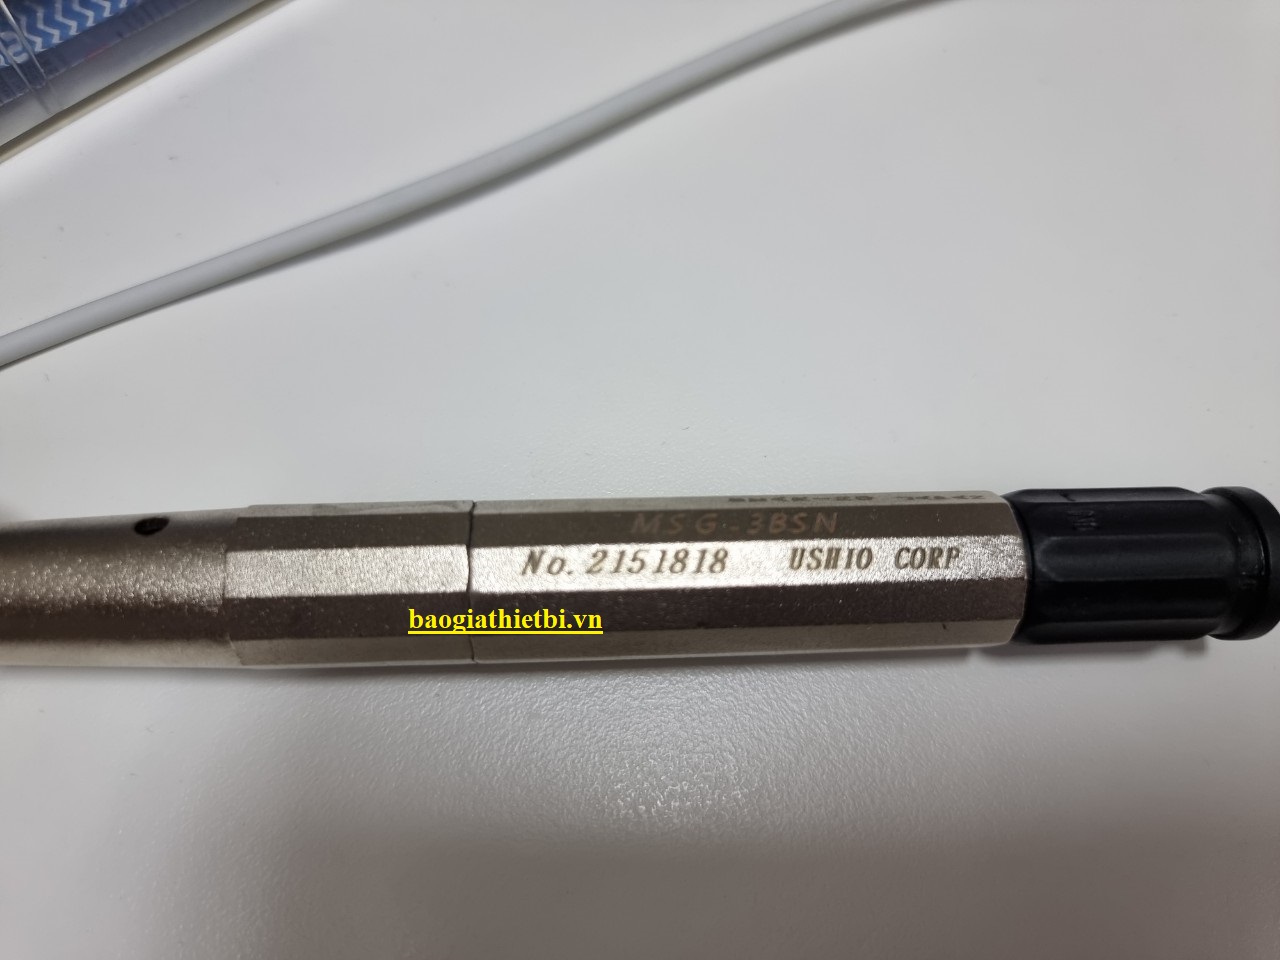 MSG-3BSN
No. 2151818 USHIO CORP
baogiathietbi.vn